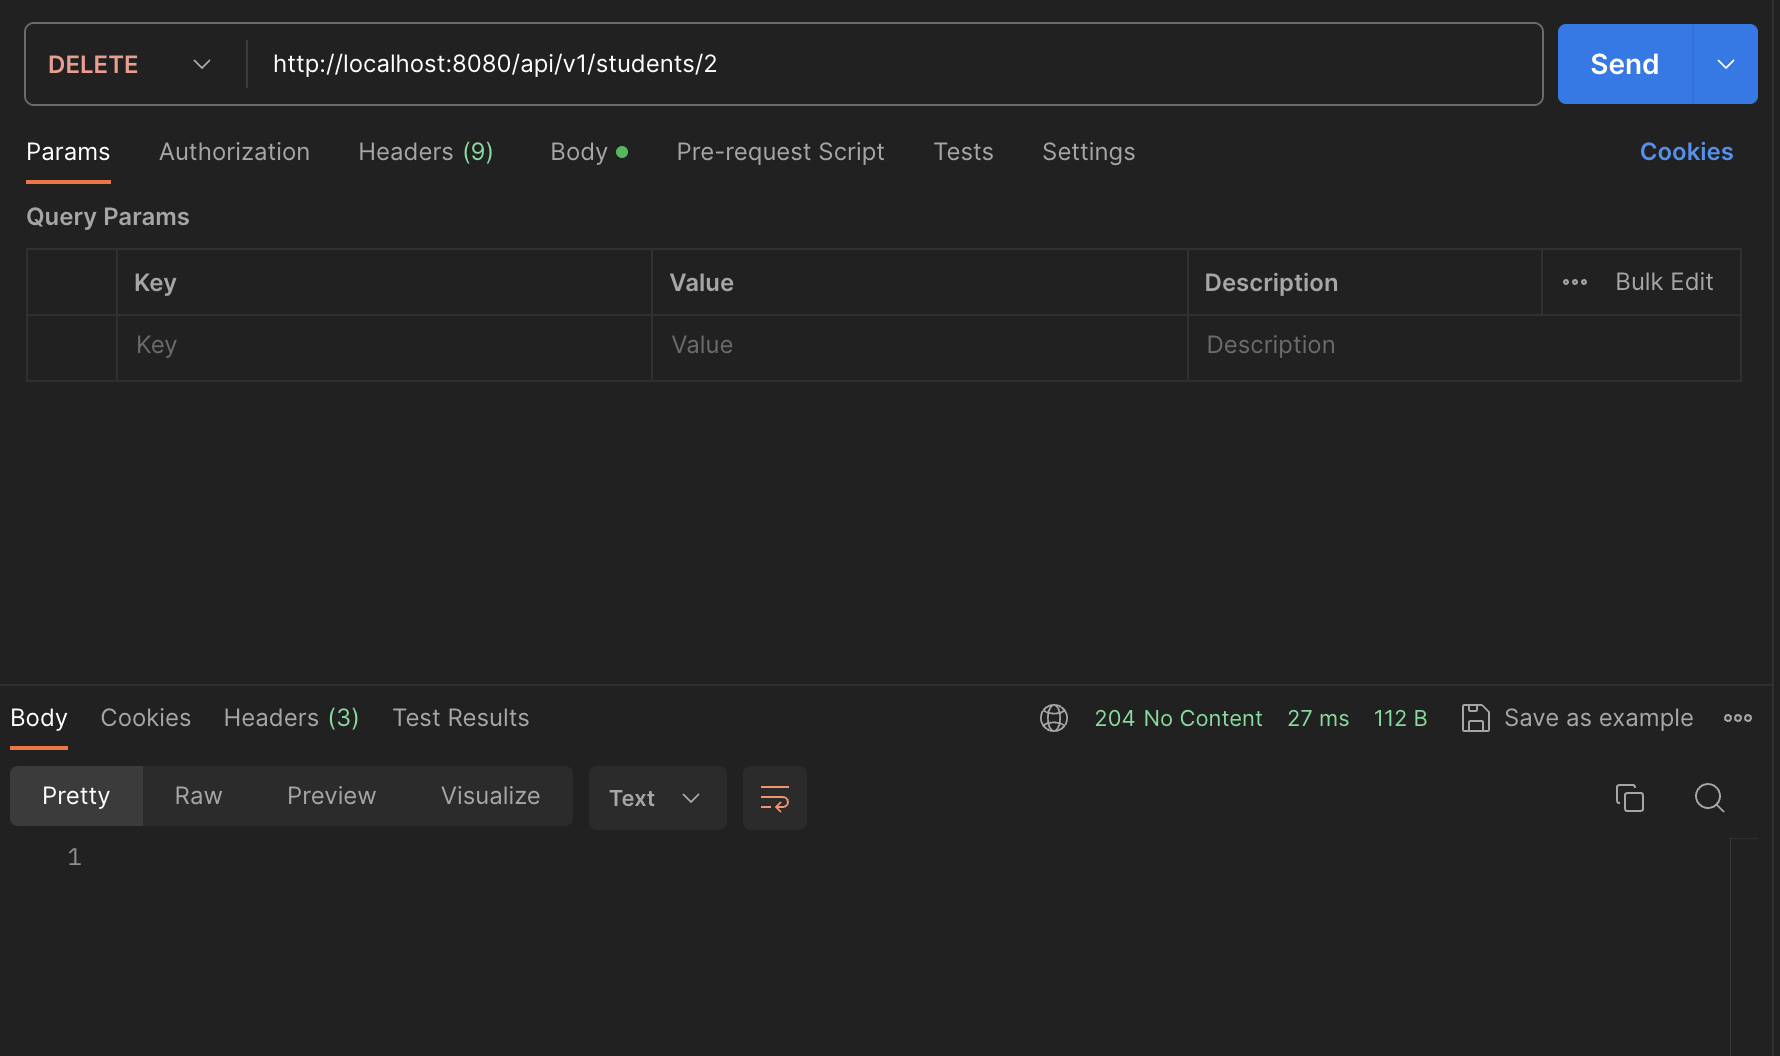 DELETE http://localhost:8080/api/v1/students/2 Send
Params Authorization Headers (9) Body Pre-request Script Tests Settings Cookies
Query Params
Key Value Description Bulk Edit
Key Value Description
Body Cookies Headers (3) Test Results 204 No Content 27 ms 112 B Save as example
Pretty Raw Preview Visualize Text
1